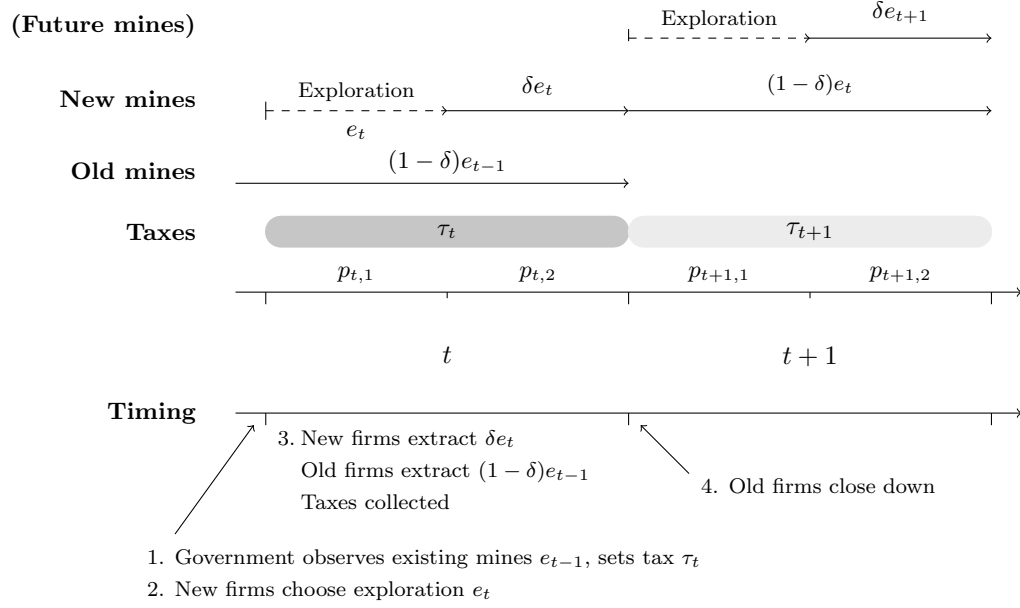 (Future mines)
Exploration
δe_{t+1}
New mines
Exploration
δe_t
(1 − δ)e_t
e_t
Old mines
(1 − δ)e_{t−1}
Taxes
τ_t
τ_{t+1}
p_{t,1}
p_{t,2}
p_{t+1,1}
p_{t+1,2}
t
t + 1
Timing
3. New firms extract δe_t
Old firms extract (1 − δ)e_{t−1}
Taxes collected
4. Old firms close down
1. Government observes existing mines e_{t−1}, sets tax τ_t
2. New firms choose exploration e_t